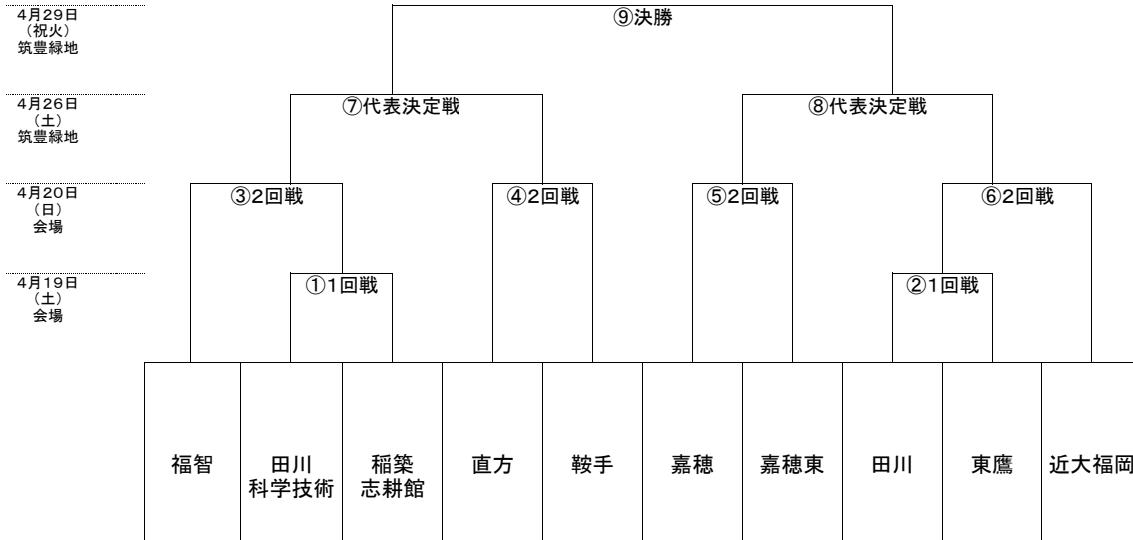 4月29日
(祝火)
筑豊緑地
⑨決勝
4月26日
(土)
筑豊緑地
⑦代表決定戦
⑧代表決定戦
4月20日
(日)
会場
③2回戦
④2回戦
⑤2回戦
⑥2回戦
4月19日
(土)
会場
①1回戦
②1回戦
福智
田川
科学技術
稲築
志耕館
直方
鞍手
嘉穂
嘉穂東
田川
東鷹
近大福岡